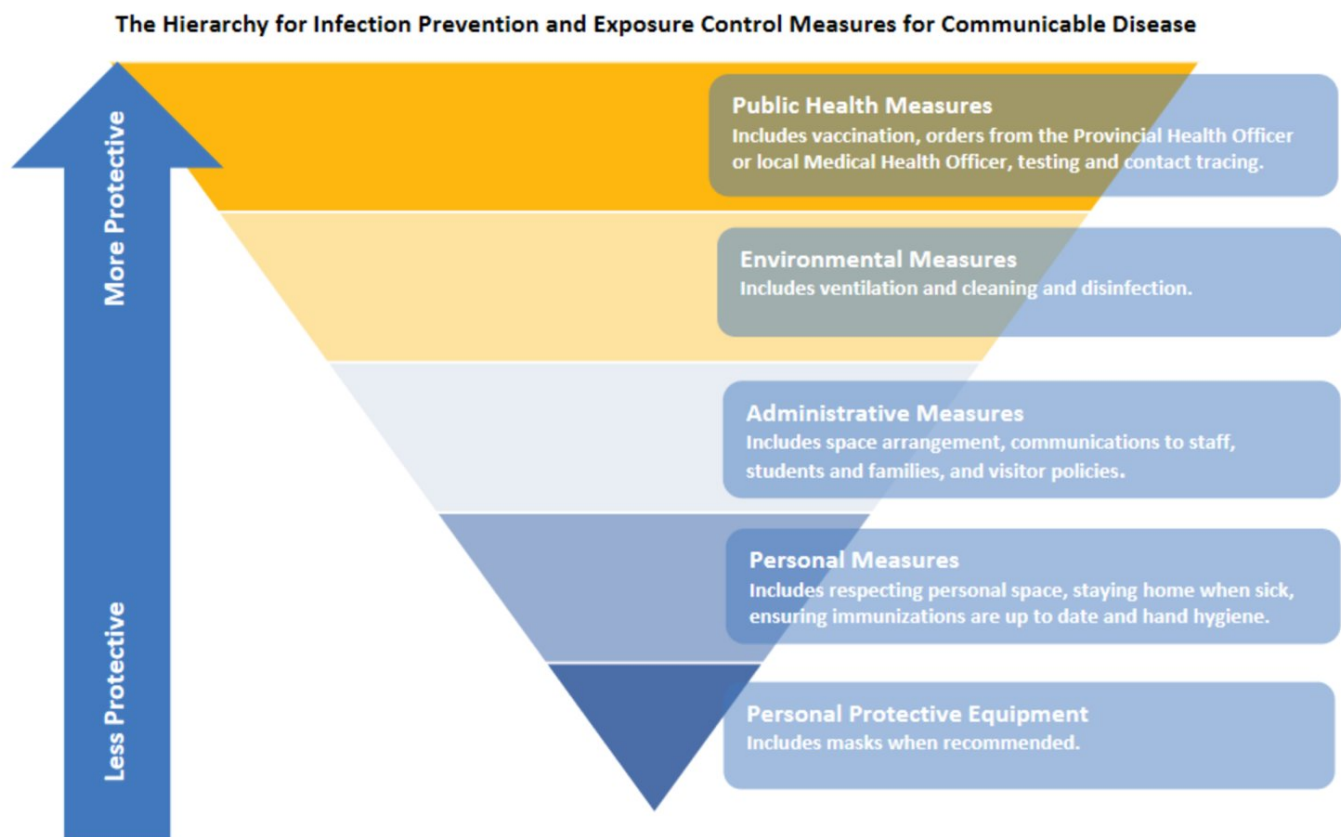 The Hierarchy for Infection Prevention and Exposure Control Measures for Communicable Disease
More Protective
Less Protective
Public Health Measures
Includes vaccination, orders from the Provincial Health Officer
or local Medical Health Officer, testing and contact tracing.
Environmental Measures
Includes ventilation and cleaning and disinfection.
Administrative Measures
Includes space arrangement, communications to staff,
students and families, and visitor policies.
Personal Measures
Includes respecting personal space, staying home when sick,
ensuring immunizations are up to date and hand hygiene.
Personal Protective Equipment
Includes masks when recommended.